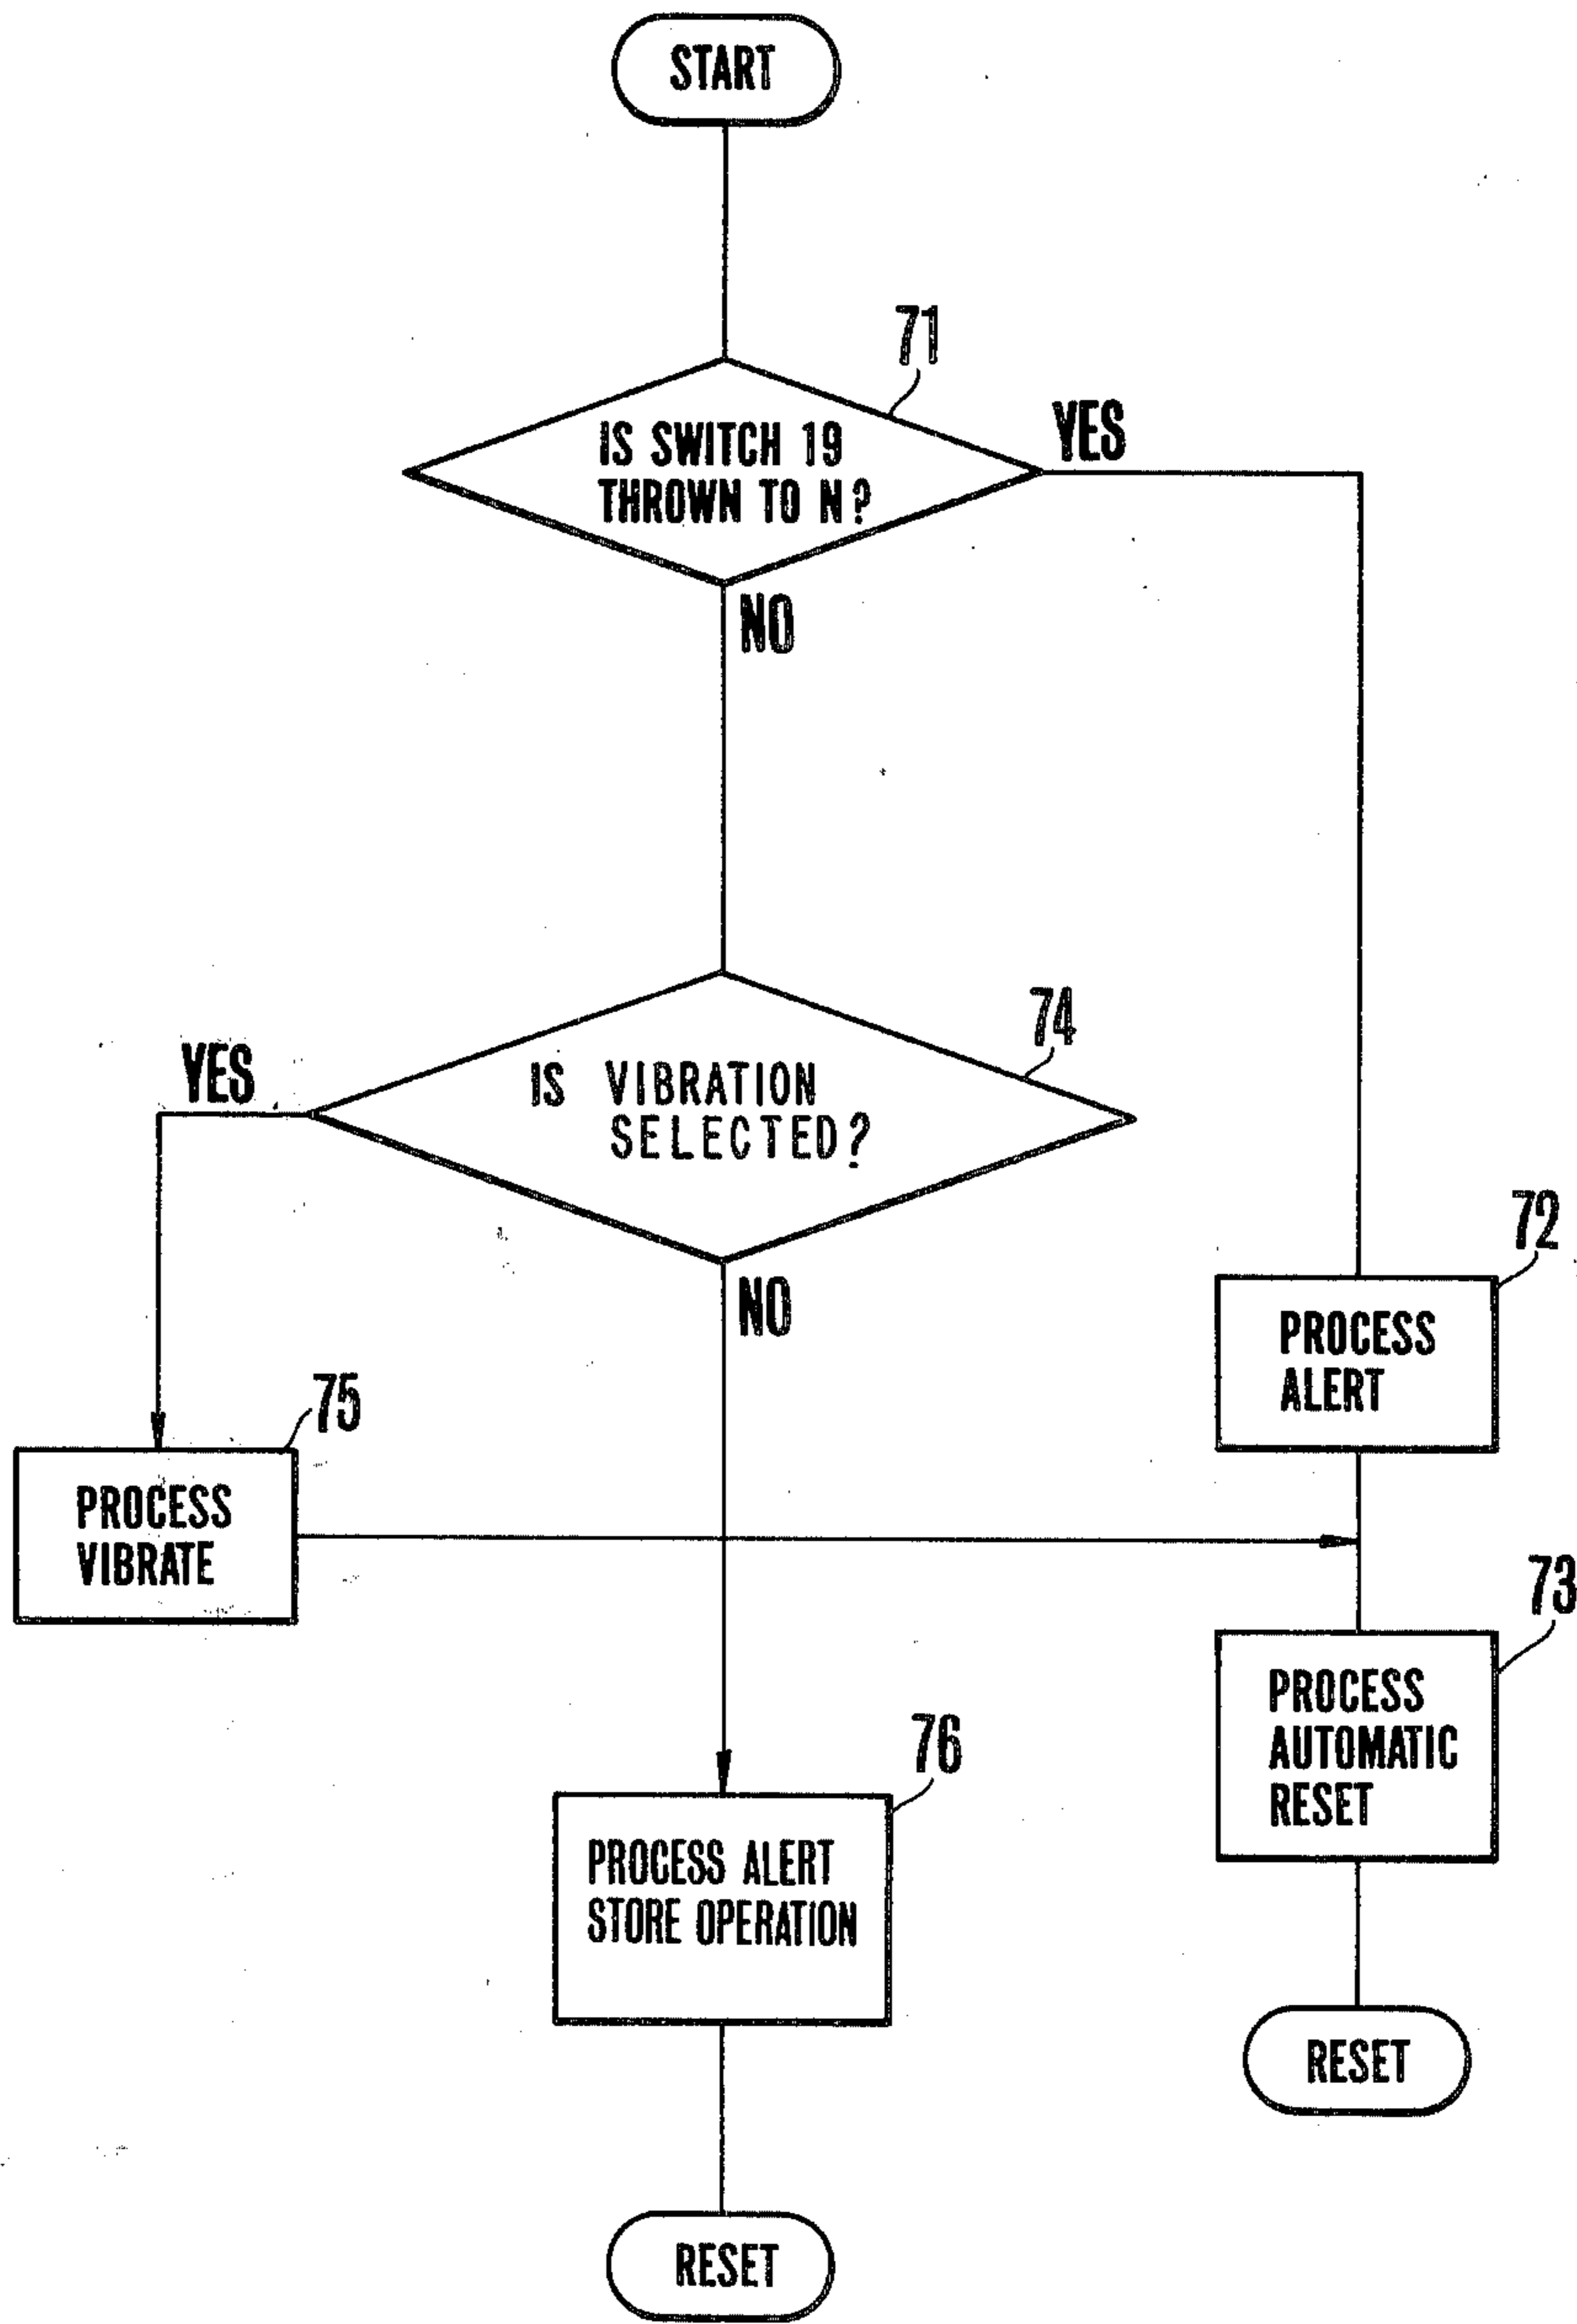 START
71
IS SWITCH 19
THROWN TO N?
YES
NO
74
IS VIBRATION
SELECTED?
YES
NO
72
PROCESS
ALERT
75
PROCESS
VIBRATE
73
PROCESS
AUTOMATIC
RESET
76
PROCESS ALERT
STORE OPERATION
RESET
RESET